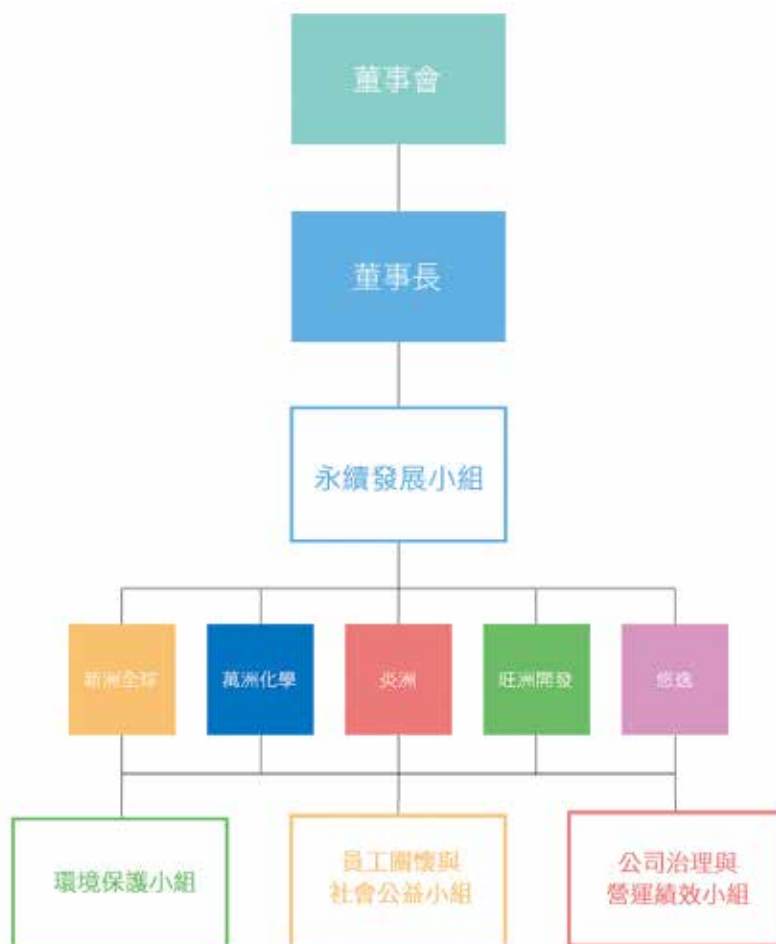 董事會
董事長
永續發展小組
新洲全球
萬洲化學
炎洲
旺洲開發
悠逸
環境保護小組
員工關懷與
社會公益小組
公司治理與
營運績效小組